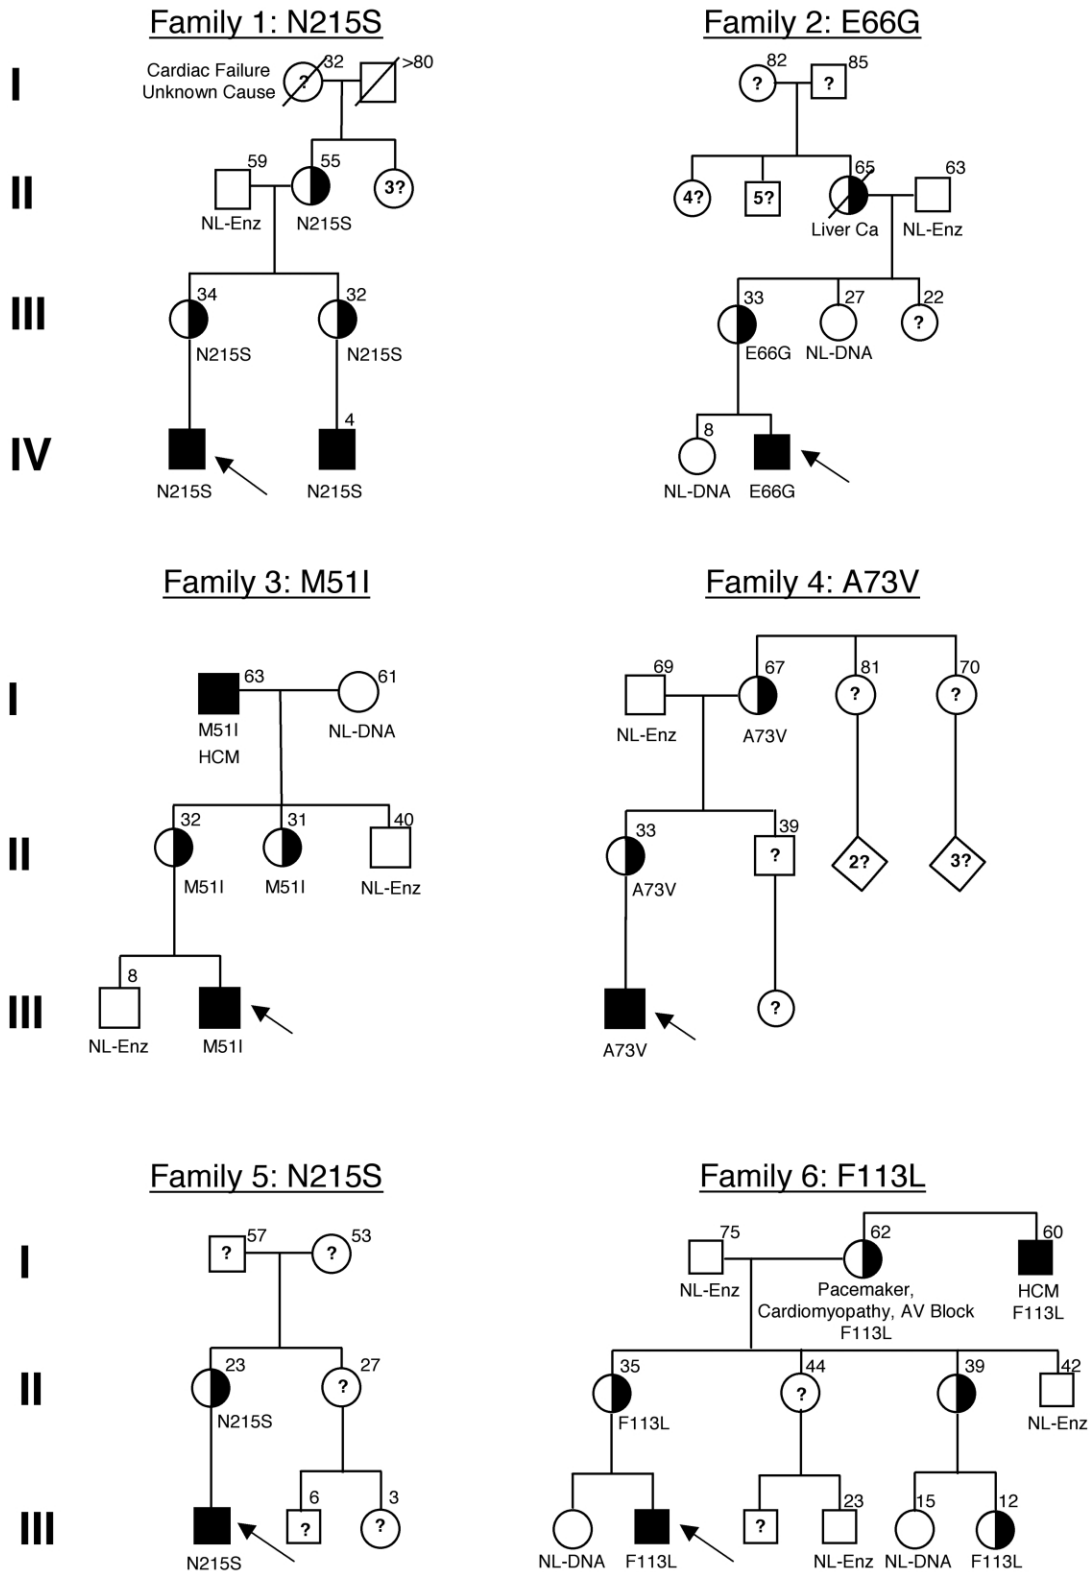 Family 1: N215S
I
Cardiac Failure
Unknown Cause
?
32
>80
II
59
NL-Enz
55
N215S
3?
III
34
N215S
32
N215S
IV
N215S
4
N215S
Family 2: E66G
82
?
85
?
4?
5?
65
Liver Ca
63
NL-Enz
33
E66G
27
NL-DNA
22
?
8
NL-DNA
E66G
Family 3: M51I
I
63
M51I
HCM
61
NL-DNA
II
32
M51I
31
M51I
40
NL-Enz
III
8
NL-Enz
M51I
Family 4: A73V
69
NL-Enz
67
A73V
81
?
70
?
33
A73V
39
?
2?
3?
A73V
?
Family 5: N215S
I
57
?
53
?
II
23
N215S
27
?
III
N215S
6
?
3
?
Family 6: F113L
75
NL-Enz
62
Pacemaker,
Cardiomyopathy, AV Block
F113L
60
HCM
F113L
35
F113L
44
?
39
42
NL-Enz
NL-DNA
F113L
?
23
NL-Enz
15
NL-DNA
12
F113L